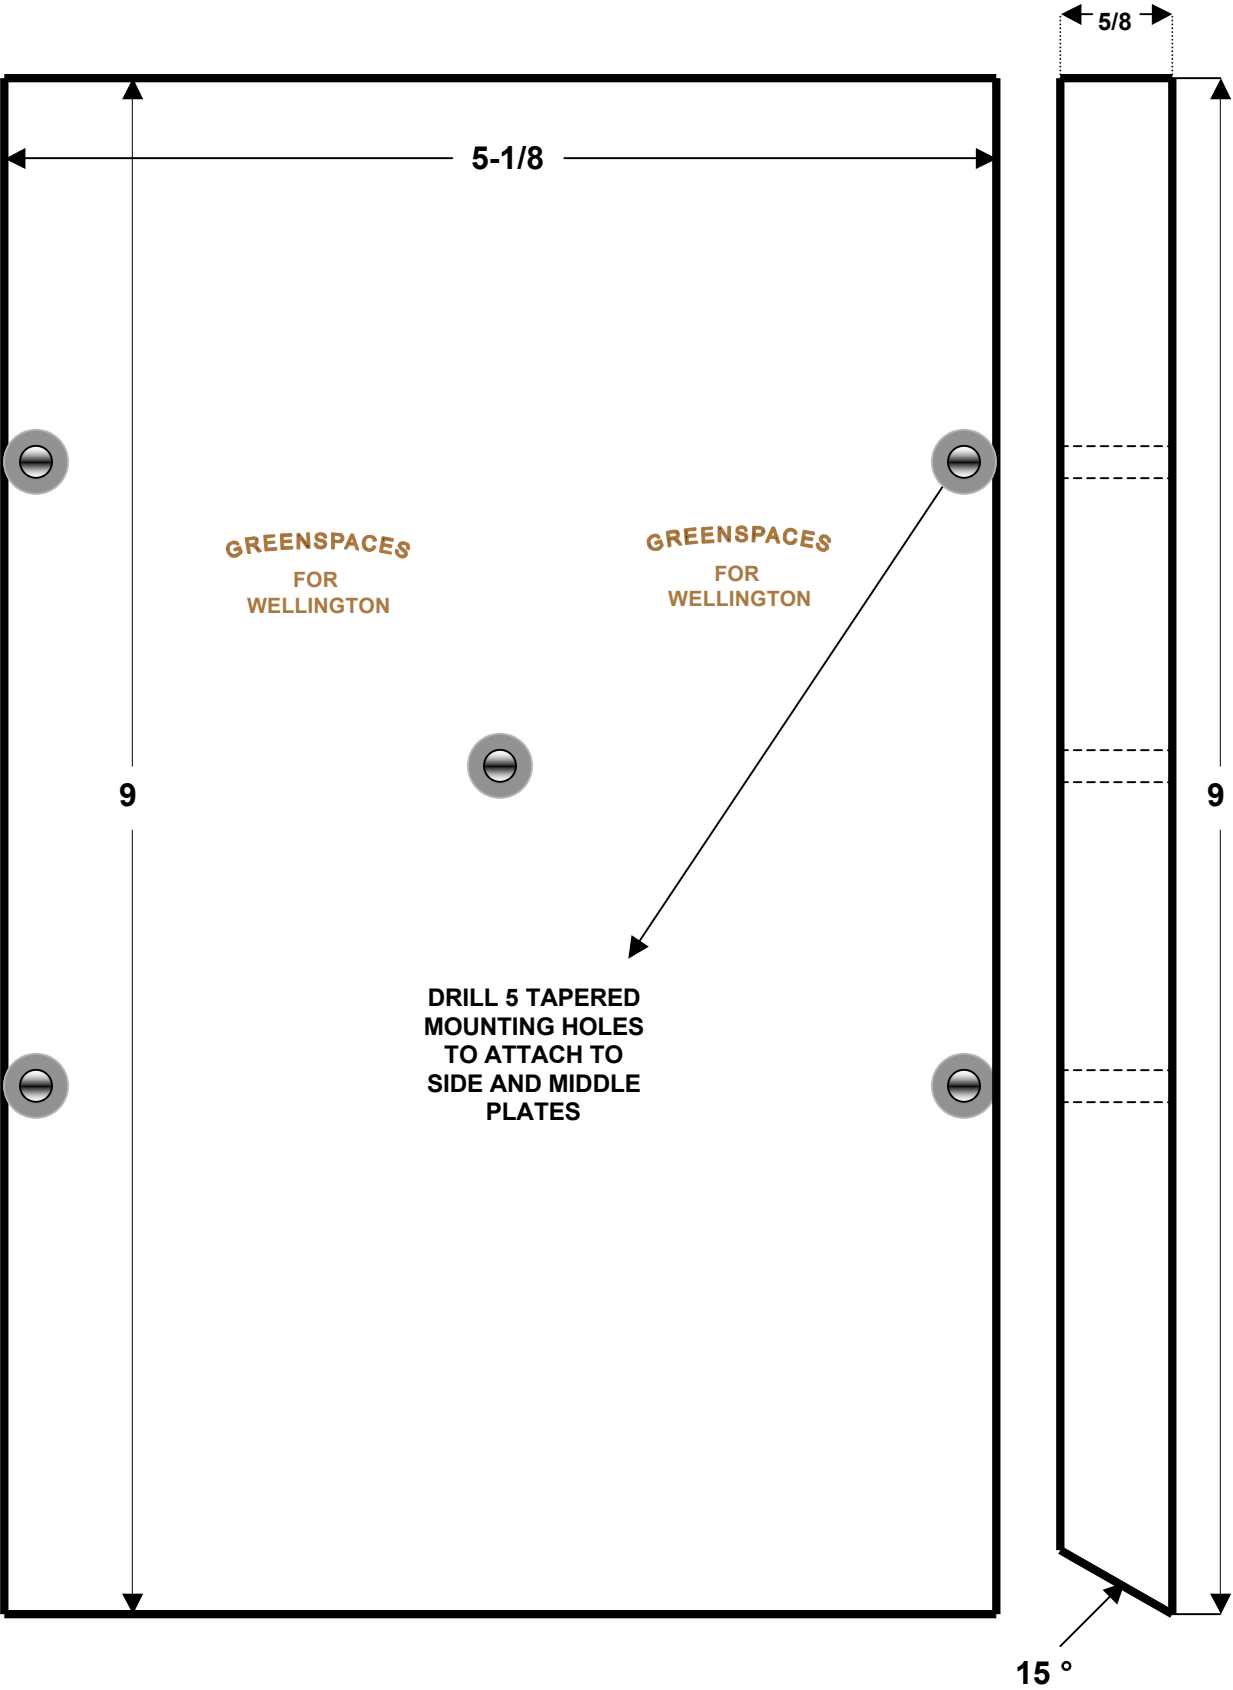 5/8
5-1/8
GREENSPACES
FOR
WELLINGTON
GREENSPACES
FOR
WELLINGTON
9
9
DRILL 5 TAPERED
MOUNTING HOLES
TO ATTACH TO
SIDE AND MIDDLE
PLATES
15 °